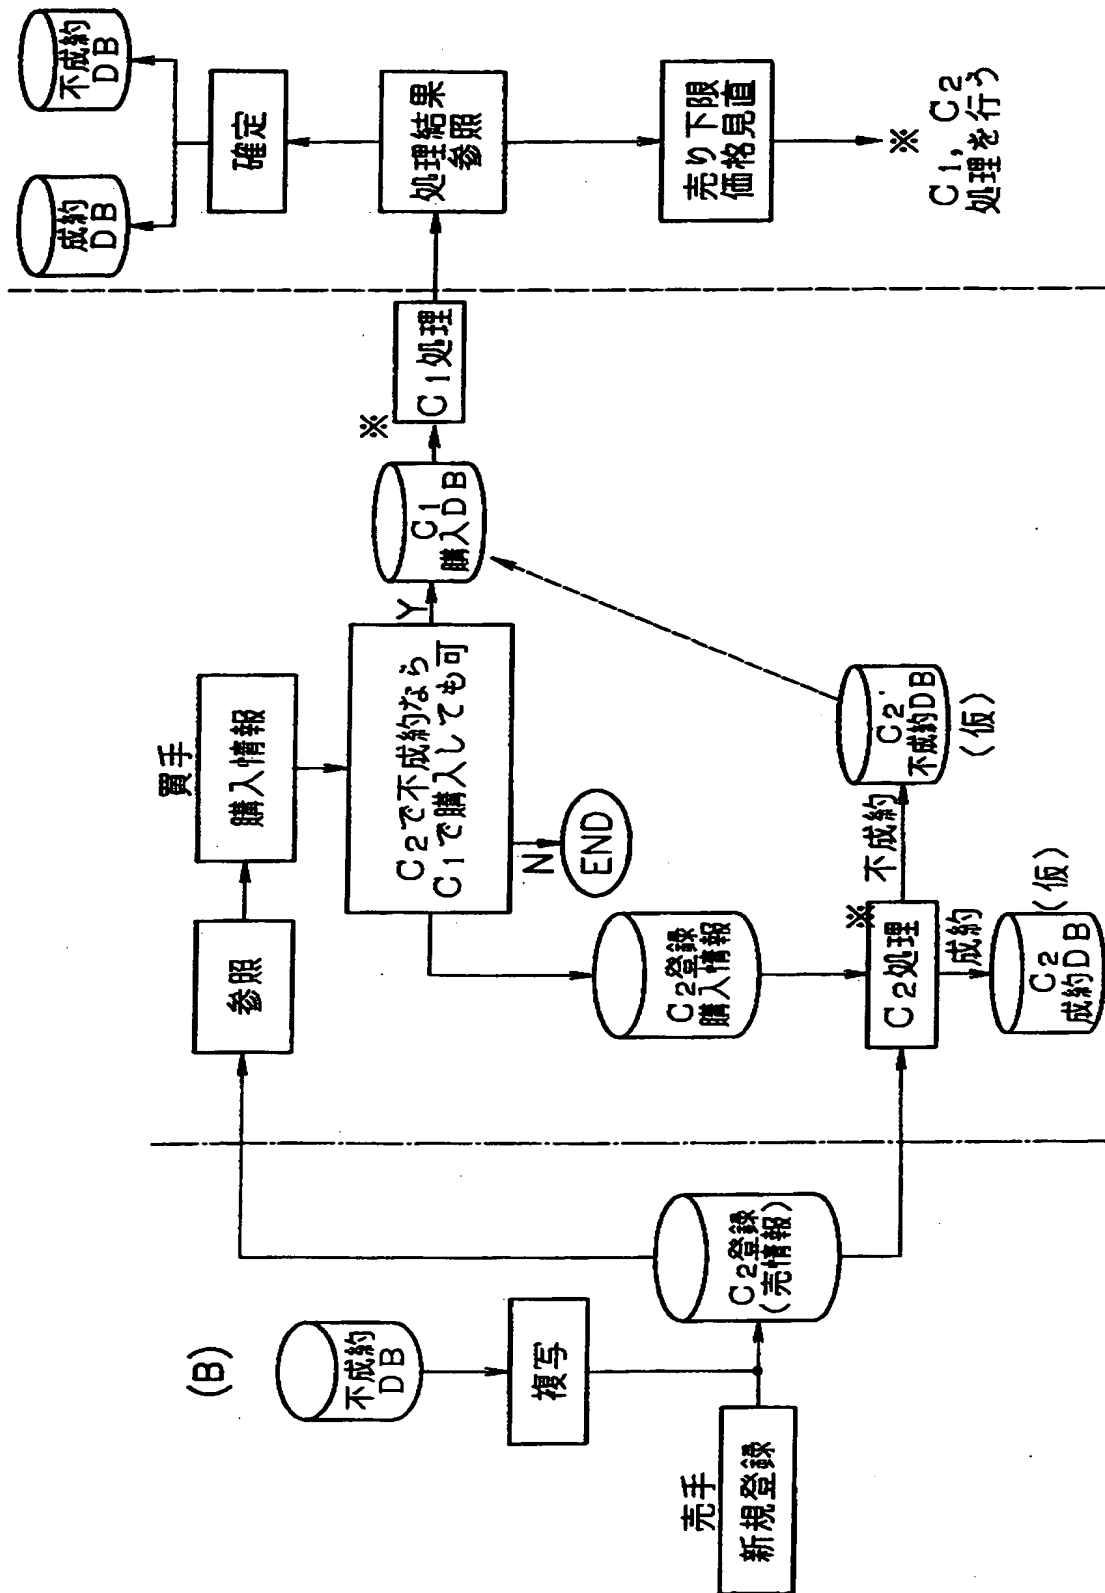 (B)
不成約
DB
複写
売手
新規登録
C2登録
(売情報)
参照
買手
購入情報
C2で不成約なら
C1で購入しても可
Y
N
END
C2登録
購入情報
※
C2処理
成約
不成約
C2
成約DB
(仮)
C2'
不成約DB
(仮)
C1
購入DB
※
C1処理
処理結果
参照
確定
成約
DB
不成約
DB
売り下限
価格見直
※
C1, C2
処理を行う